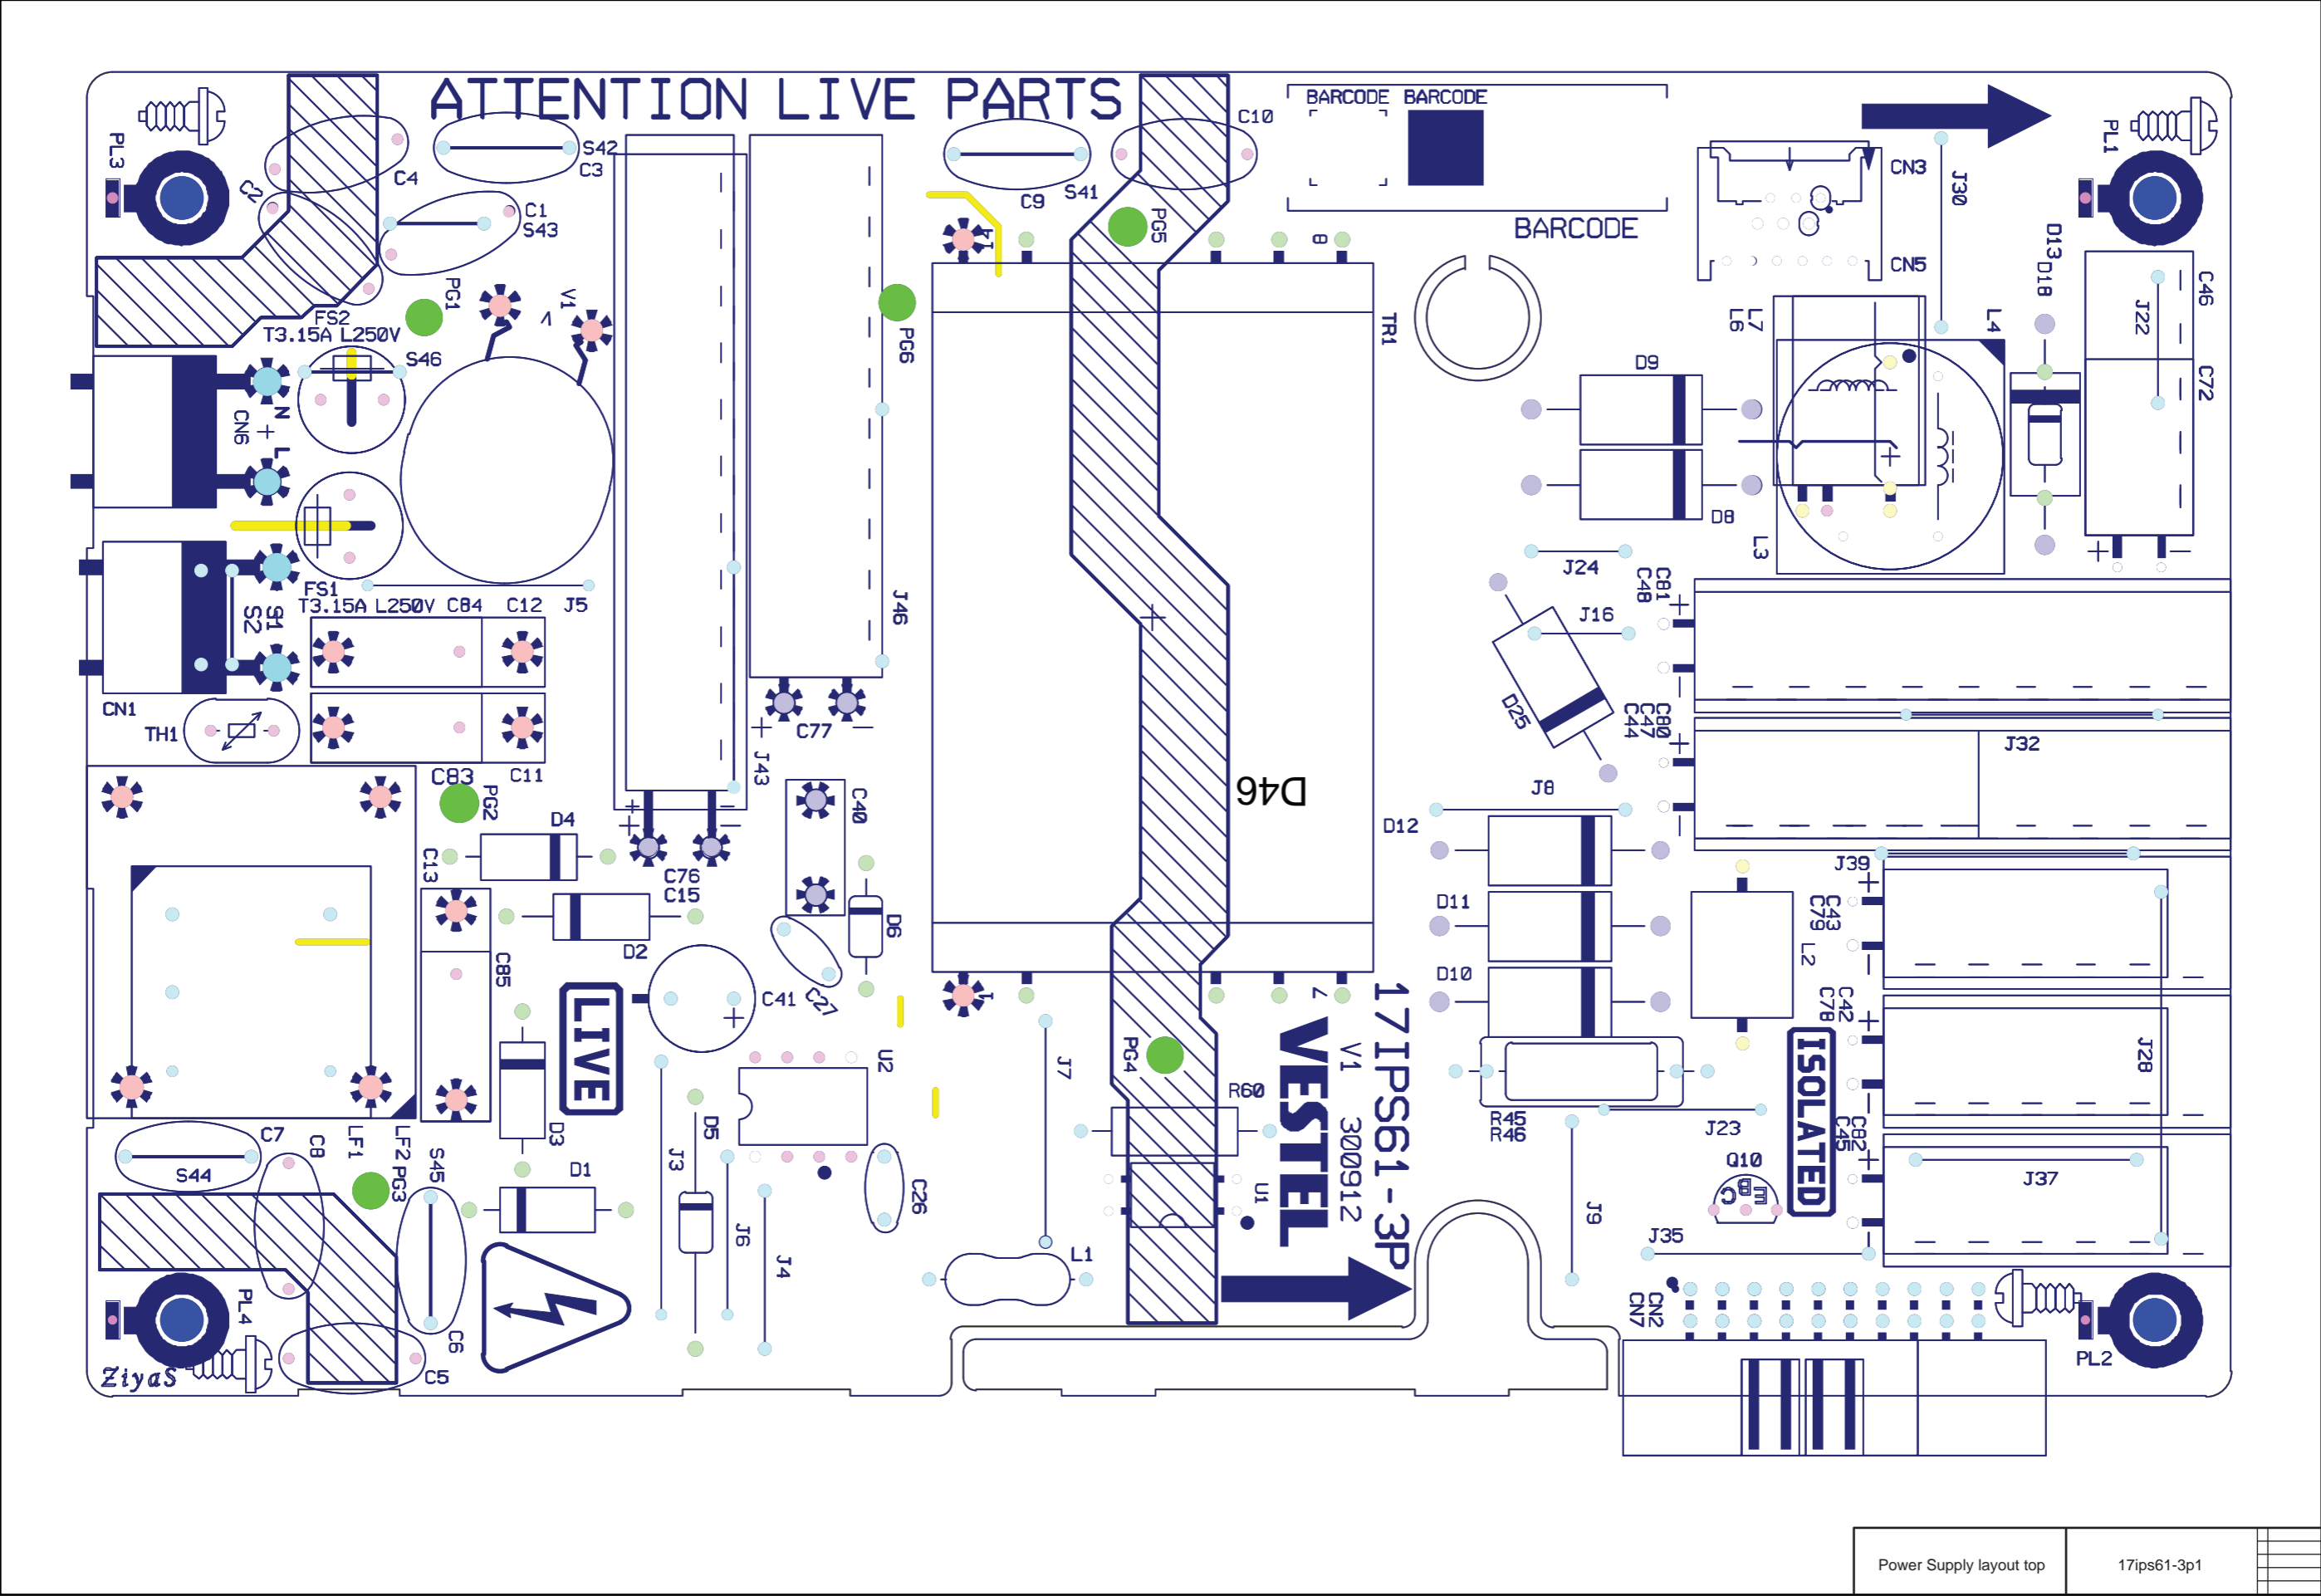 ATTENTION LIVE PARTS
BARCODE BARCODE
PL3
C4
S42
C3
C10
PL1
C2
C1
S43
C9
S41
PG5
BARCODE
CN3
J30
CN5
8
D13
D18
C46
J22
PG1
V1
V
14
PG6
TR1
FS2
T3.15A L250V
S46
L6
L7
L4
C72
D9
CN6
N
+
L
D8
L3
FS1
T3.15A L250V C84 C12 J5
S2
S1
J46
J24
C48
C81
J16
CN1
TH1
C77
D25
C44
C47
C80
J32
C83
C11
J43
PG2
D4
C40
D46
J8
D12
C13
C76
C15
J39
D2
D6
D11
C79
C43
L2
C85
C41
C27
D10
1
7
LIVE
U2
J7
PG4
VESTEL
V1 300912
17IPS61-3P
C78
C42
ISOLATED
J28
R60
R45
R46
J23
C45
C82
C7
C8
LF1
LF2
S45
D3
D5
J3
S44
PG3
D1
J6
J4
C26
U1
L1
Q10
C B E
J9
J35
J37
PL4
C6
C5
ZiyaS
CN7
CN2
PL2
Power Supply layout top
17ips61-3p1